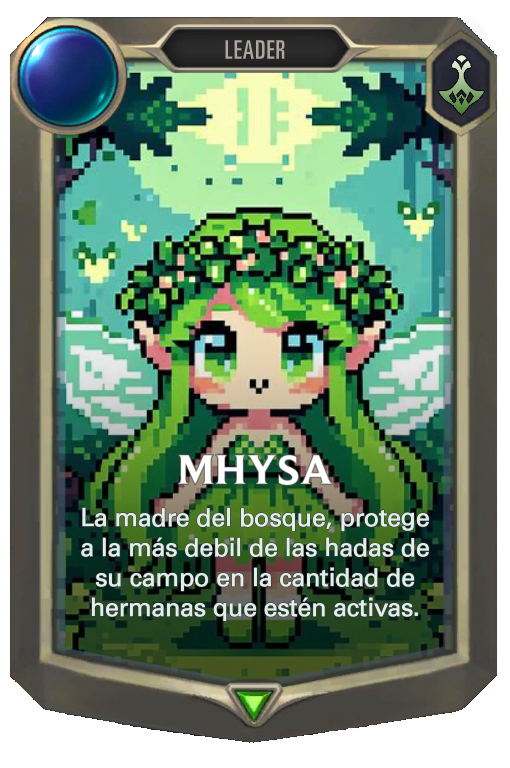 LEADER
MHYSA
La madre del bosque, protege
a la más debil de las hadas de
su campo en la cantidad de
hermanas que estén activas.